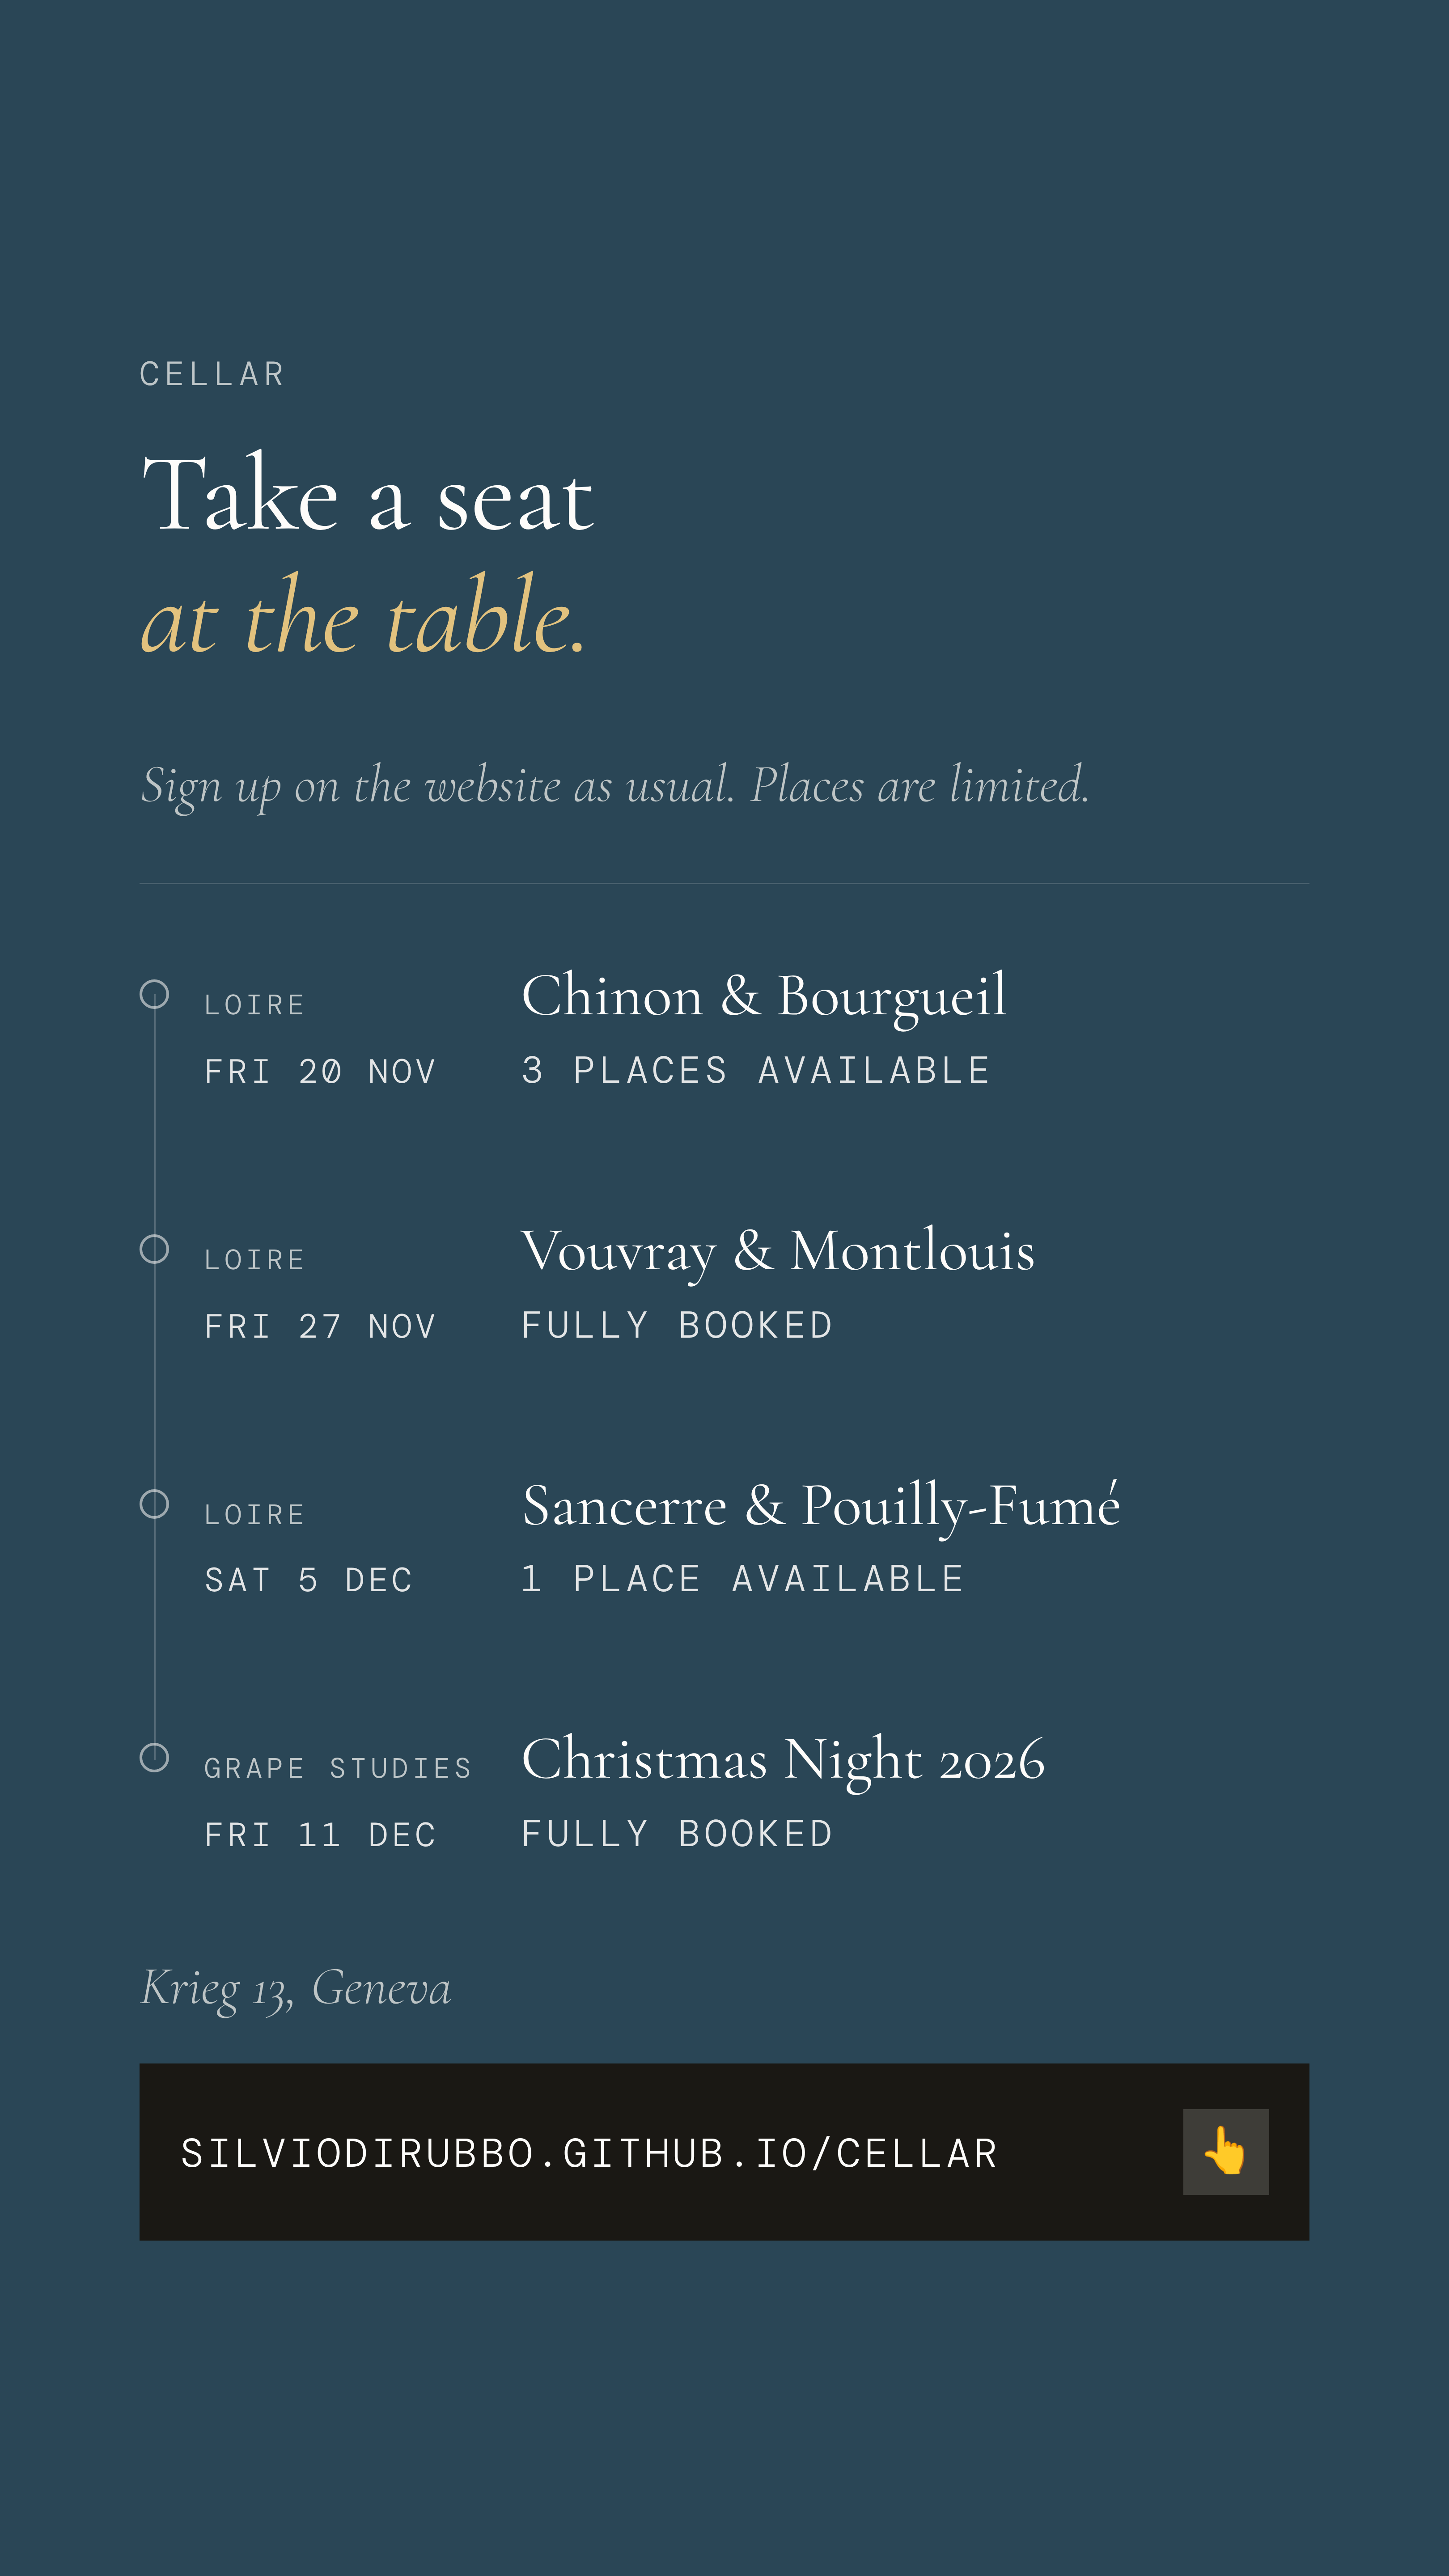 CELLAR
Take a seat
at the table.
Sign up on the website as usual. Places are limited.
LOIRE
Chinon & Bourgueil
FRI 20 NOV
3 PLACES AVAILABLE
LOIRE
Vouvray & Montlouis
FRI 27 NOV
FULLY BOOKED
LOIRE
Sancerre & Pouilly-Fumé
SAT 5 DEC
1 PLACE AVAILABLE
GRAPE STUDIES
Christmas Night 2026
FRI 11 DEC
FULLY BOOKED
Krieg 13, Geneva
SILVIODIRUBBO.GITHUB.IO/CELLAR